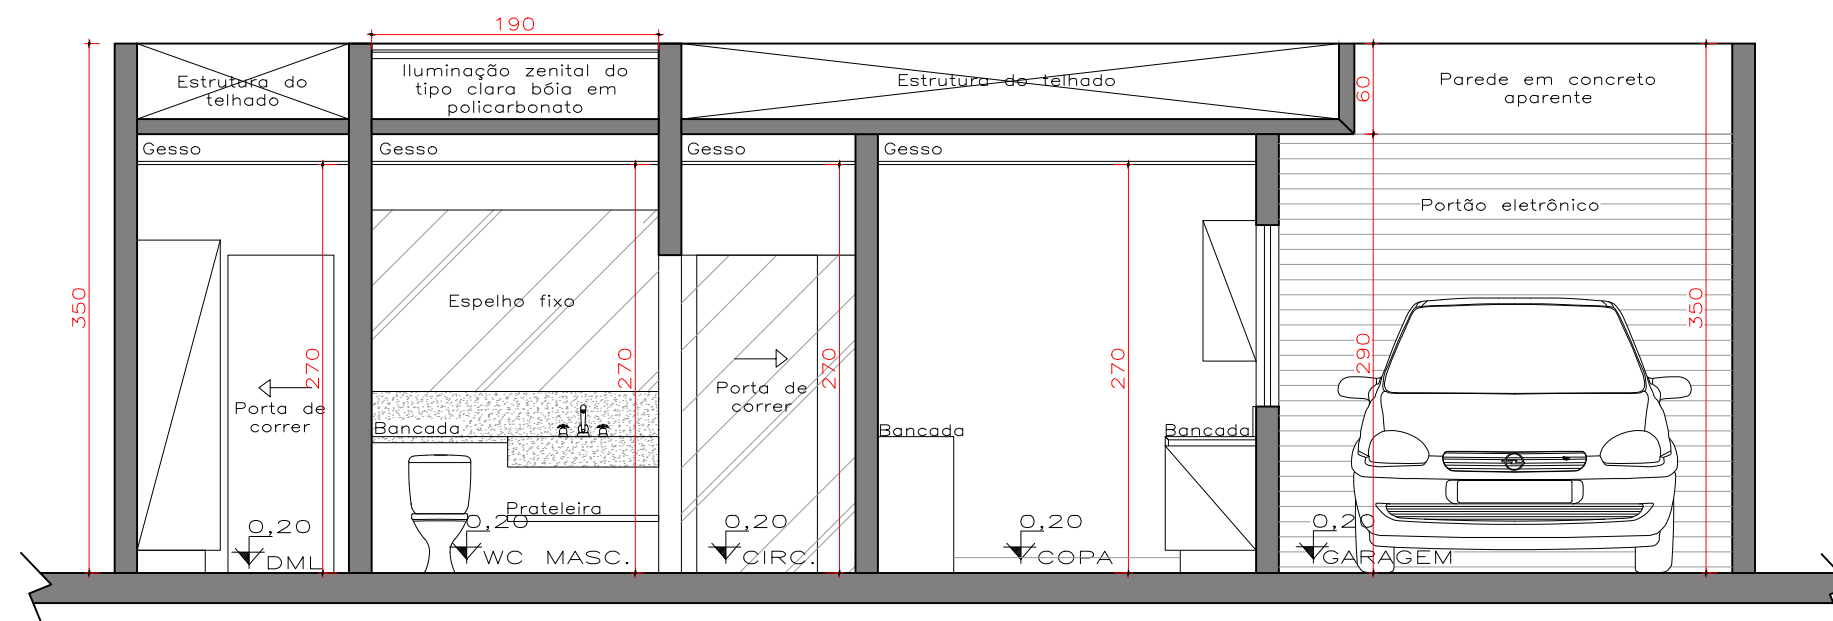 190
Estrutura do
telhado
Iluminação zenital do
tipo clara bóia em
policarbonato
Estrutura do telhado
60
Parede em concreto
aparente
Gesso
Gesso
Gesso
Gesso
Portão eletrônico
350
270
Espelho fixo
270
270
270
290
350
Porta de
correr
Porta de
correr
Bancada
Bancada
Bancada
Prateleira
0,20
DML
0,20
WC MASC.
0,20
CIRC.
0,20
COPA
0,20
GARAGEM